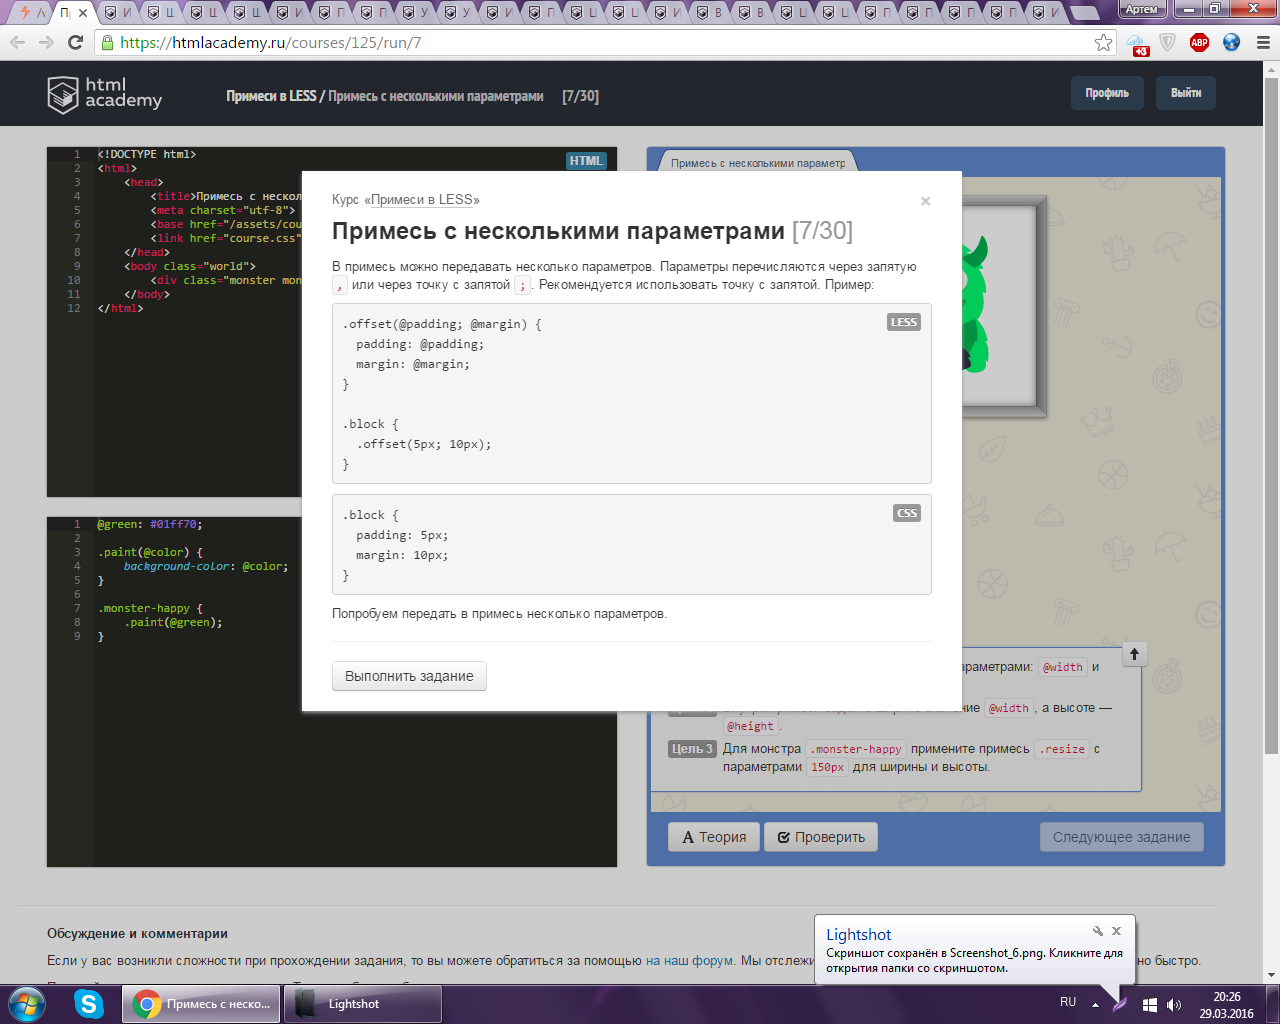 Артем
https://htmlacademy.ru/courses/125/run/7
+3
ABP
html
academy
Примеси в LESS / Примесь с несколькими параметрами [7/30]
Профиль
Выйти
1 <!DOCTYPE html>
HTML
2 <html>
3 <head>
4 <title>Примесь с нескол
5 <meta charset="utf-8">
6 <base href="/assets/cou
7 <link href="course.css"
8 </head>
9 <body class="world">
10 <div class="monster mon
11 </body>
12 </html>
1 @green: #01ff70;
2
3 .paint(@color) {
4 background-color: @color;
5 }
6
7 .monster-happy {
8 .paint(@green);
9 }
Примесь с несколькими параметр
Курс «Примеси в LESS»
×
Примесь с несколькими параметрами [7/30]
В примесь можно передавать несколько параметров. Параметры перечисляются через запятую
, или через точку с запятой ; . Рекомендуется использовать точку с запятой. Пример:
LESS
.offset(@padding; @margin) {
padding: @padding;
margin: @margin;
}
.block {
.offset(5px; 10px);
}
CSS
.block {
padding: 5px;
margin: 10px;
}
Попробуем передать в примесь несколько параметров.
Выполнить задание
араметрами: @width и
ние @width , а высоте —
@height .
Цель 3 Для монстра .monster-happy примените примесь .resize с
параметрами 150px для ширины и высоты.
A Теория
Проверить
Следующее задание
Обсуждение и комментарии
Если у вас возникли сложности при прохождении задания, то вы можете обратиться за помощью на наш форум. Мы отслежи
но быстро.
Lightshot
Скриншот сохранён в Screenshot_6.png. Кликните для
открытия папки со скриншотом.
Примесь с неско...
Lightshot
RU
20:26
29.03.2016